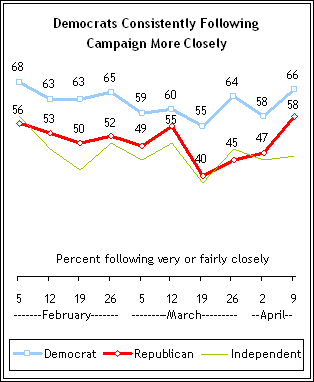 Democrats Consistently Following
Campaign More Closely
68 63 63 65 59 60 55 64 58 66
56 53 50 52 49 55 40 45 47 58
Percent following very or fairly closely
5 12 19 26 5 12 19 26 2 9
-------February------- -------March------- --April--
Democrat Republican Independent